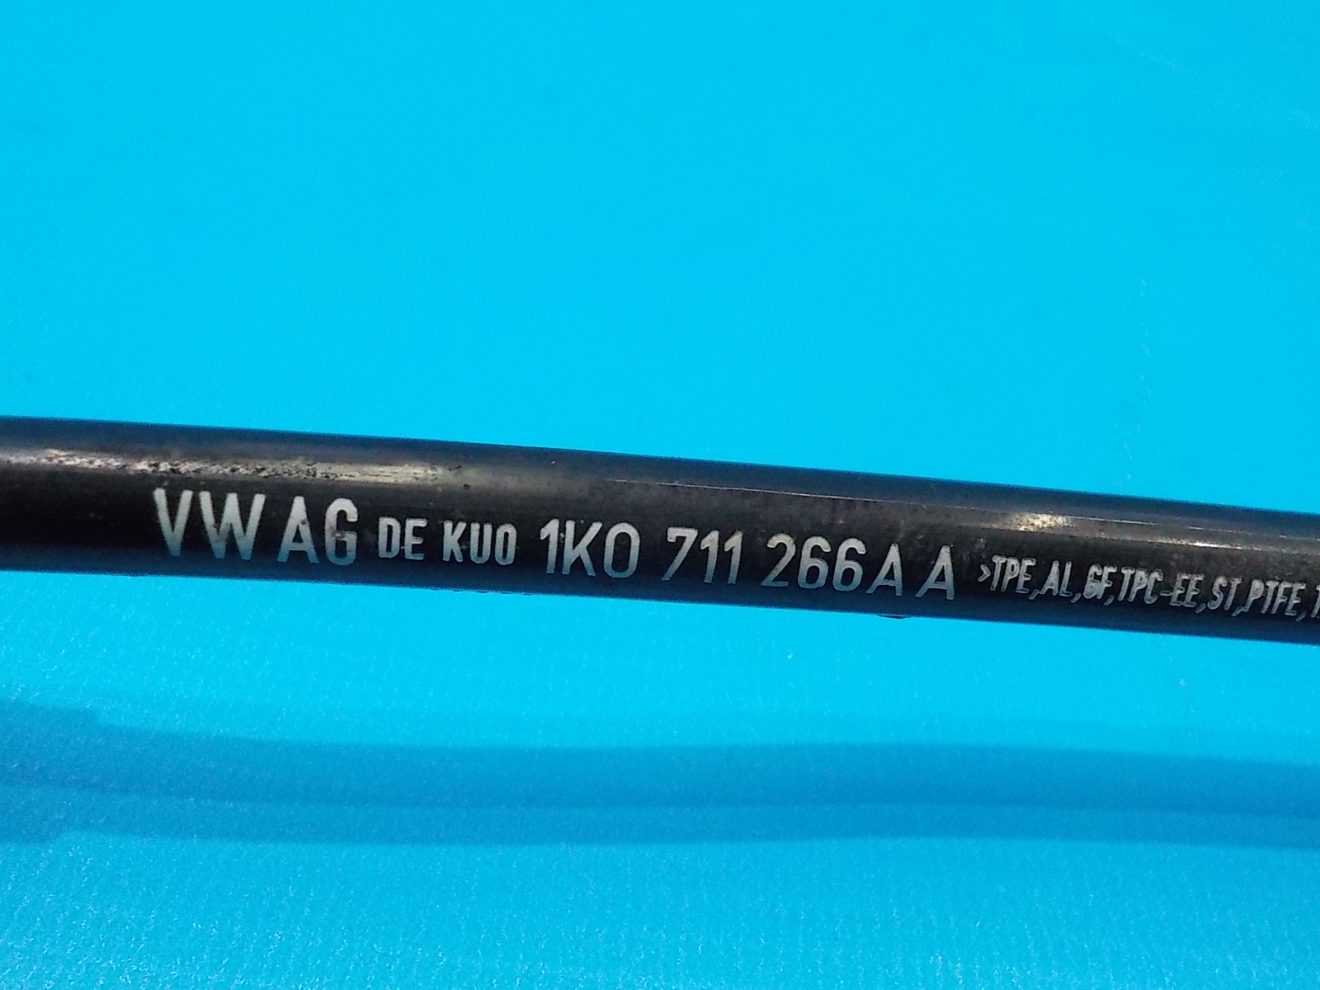 VW AG DE KUO 1K0 711 266 A A >TPE,AL,GF,TPC-EE,ST,PTFE,